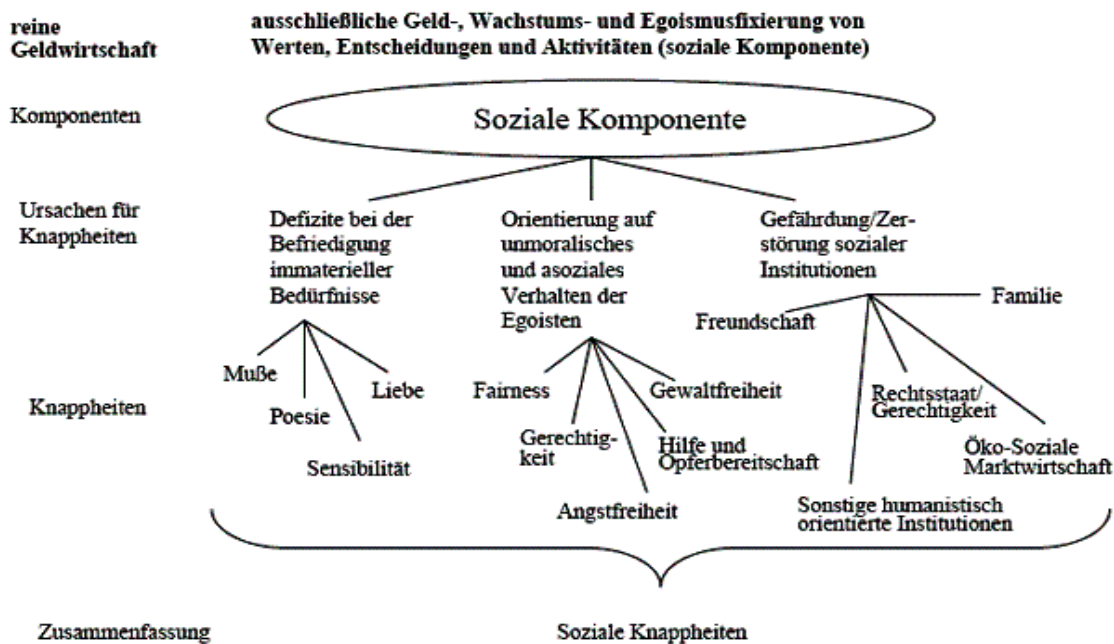 reine
Geldwirtschaft
ausschließliche Geld-, Wachstums- und Egoismusfixierung von
Werten, Entscheidungen und Aktivitäten (soziale Komponente)
Komponenten
Soziale Komponente
Ursachen für
Knappheiten
Defizite bei der
Befriedigung
immaterieller
Bedürfnisse
Orientierung auf
unmoralisches
und asoziales
Verhalten der
Egoisten
Gefährdung/Zer-
störung sozialer
Institutionen
Familie
Freundschaft
Knappheiten
Muße
Poesie
Sensibilität
Liebe
Fairness
Gerechtig-
keit
Angstfreiheit
Hilfe und
Opferbereitschaft
Gewaltfreiheit
Rechtsstaat/
Gerechtigkeit
Öko-Soziale
Marktwirtschaft
Sonstige humanistisch
orientierte Institutionen
Zusammenfassung
Soziale Knappheiten